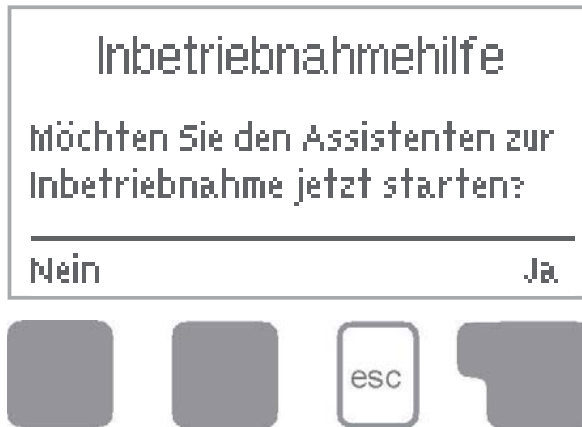 Inbetriebnahmehilfe
Möchten Sie den Assistenten zur
Inbetriebnahme jetzt starten?
Nein Ja
esc